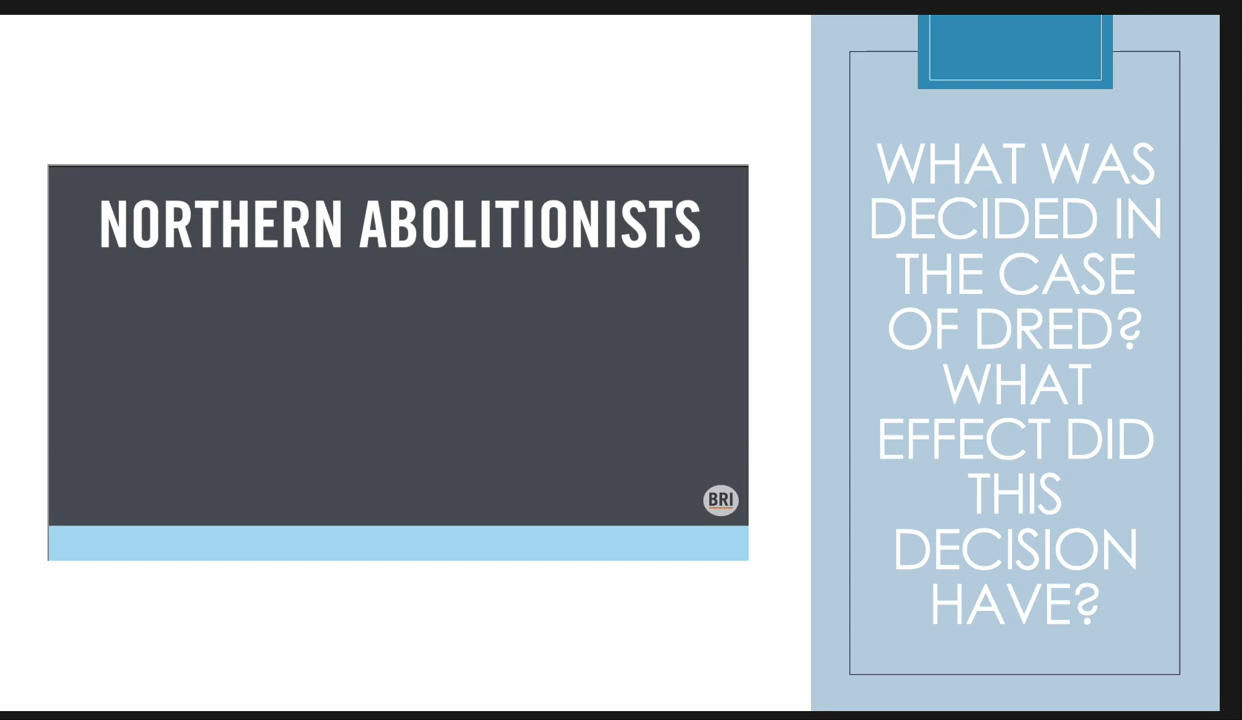 NORTHERN ABOLITIONISTS
BRI
WHAT WAS
DECIDED IN
THE CASE
OF DRED?
WHAT
EFFECT DID
THIS
DECISION
HAVE?